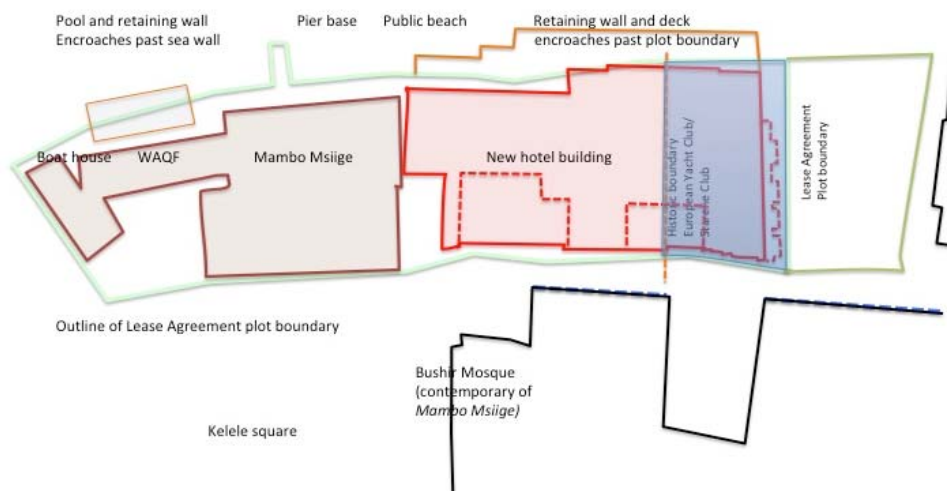 Pool and retaining wall
Encroaches past sea wall
Pier base
Public beach
Retaining wall and deck
encroaches past plot boundary
Boat house
WAQF
Mambo Msiige
New hotel building
Historic boundary
European Yacht Club/
Starehe Club
Lease Agreement
Plot boundary
Outline of Lease Agreement plot boundary
Bushir Mosque
(contemporary of
Mambo Msiige)
Kelele square